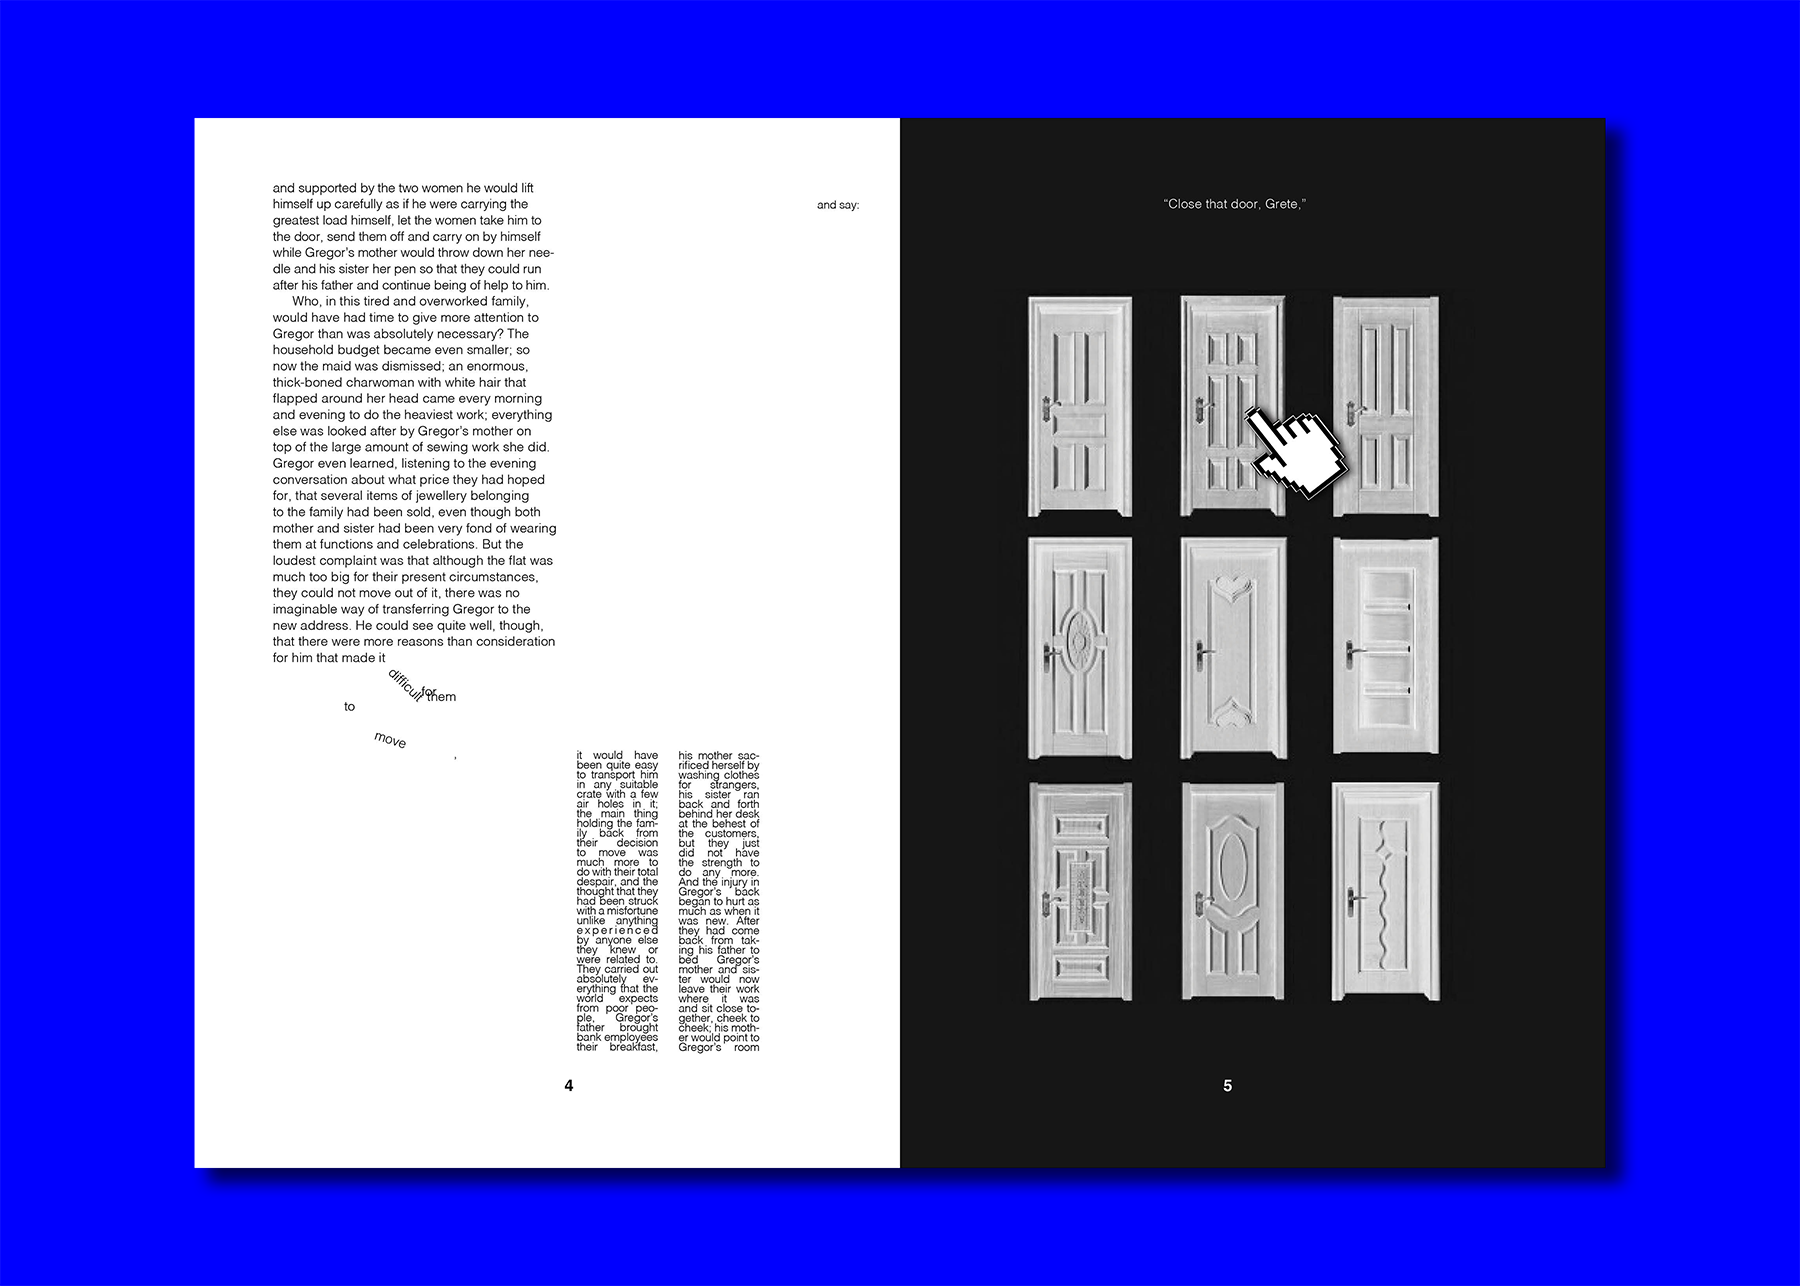 and supported by the two women he would lift
himself up carefully as if he were carrying the
greatest load himself, let the women take him to
the door, send them off and carry on by himself
while Gregor's mother would throw down her nee-
dle and his sister her pen so that they could run
after his father and continue being of help to him.
Who, in this tired and overworked family,
would have had time to give more attention to
Gregor than was absolutely necessary? The
household budget became even smaller; so
now the maid was dismissed; an enormous,
thick-boned charwoman with white hair that
flapped around her head came every morning
and evening to do the heaviest work; everything
else was looked after by Gregor's mother on
top of the large amount of sewing work she did.
Gregor even learned, listening to the evening
conversation about what price they had hoped
for, that several items of jewellery belonging
to the family had been sold, even though both
mother and sister had been very fond of wearing
them at functions and celebrations. But the
loudest complaint was that although the flat was
much too big for their present circumstances,
they could not move out of it, there was no
imaginable way of transferring Gregor to the
new address. He could see quite well, though,
that there were more reasons than consideration
for him that made it
difficult
for
them
to
move
,
it would have
been quite easy
to transport him
in any suitable
crate with a few
air holes in it;
the main thing
holding the fam-
ily back from
their decision
to move was
much more to
do with their total
despair, and the
thought that they
had been struck
with a misfortune
unlike anything
experienced
by anyone else
they knew or
were related to.
They carried out
absolutely ev-
erything that the
world expects
from poor peo-
ple, Gregor's
father brought
bank employees
their breakfast,
his mother sac-
rificed herself by
washing clothes
for strangers,
his sister ran
back and forth
behind her desk
at the behest of
the customers,
but they just
did not have
the strength to
do any more.
And the injury in
Gregor's back
began to hurt as
much as when it
was new. After
they had come
back from tak-
ing his father to
bed Gregor's
mother and sis-
ter would now
leave their work
where it was
and sit close to-
gether, cheek to
cheek; his moth-
er would point to
Gregor's room
and say:
4
“Close that door, Grete,”
5